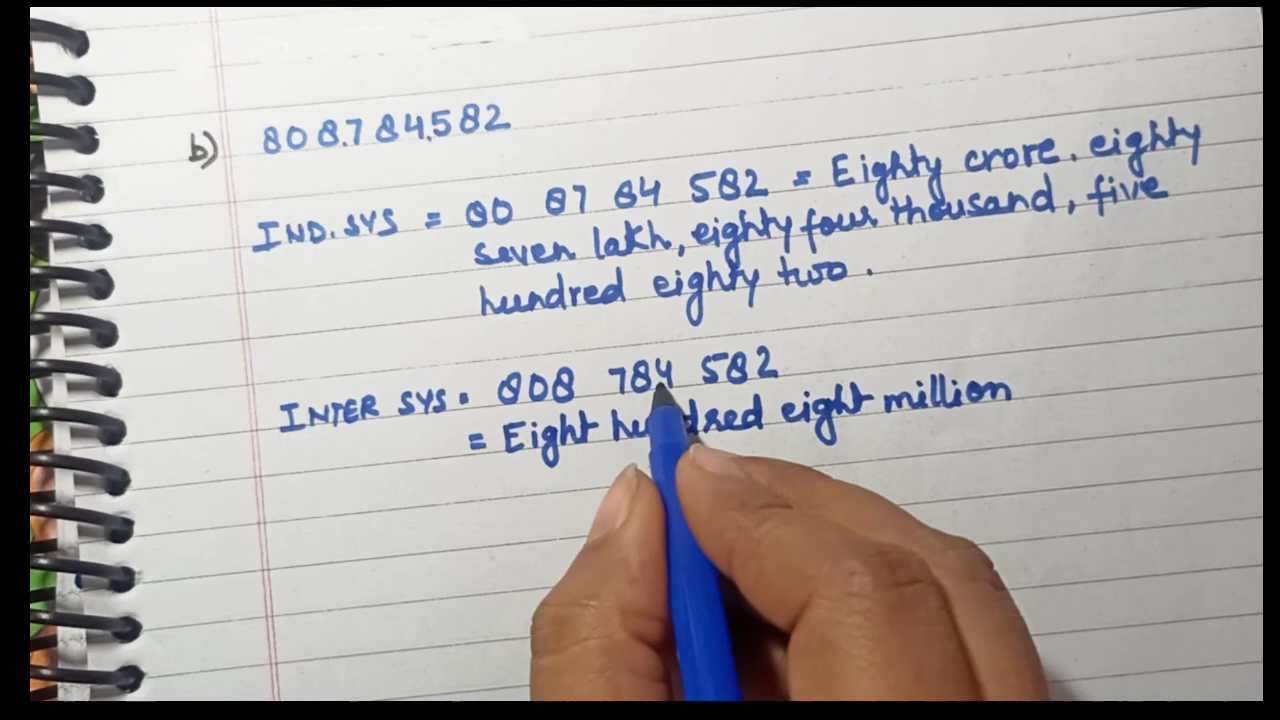 b) 808784582
IND. SYS = 80 87 84 582 = Eighty crore, eighty
seven lakh, eighty four thousand, five
hundred eighty two.
INTER SYS = 808 784 582
= Eight hundred eight million